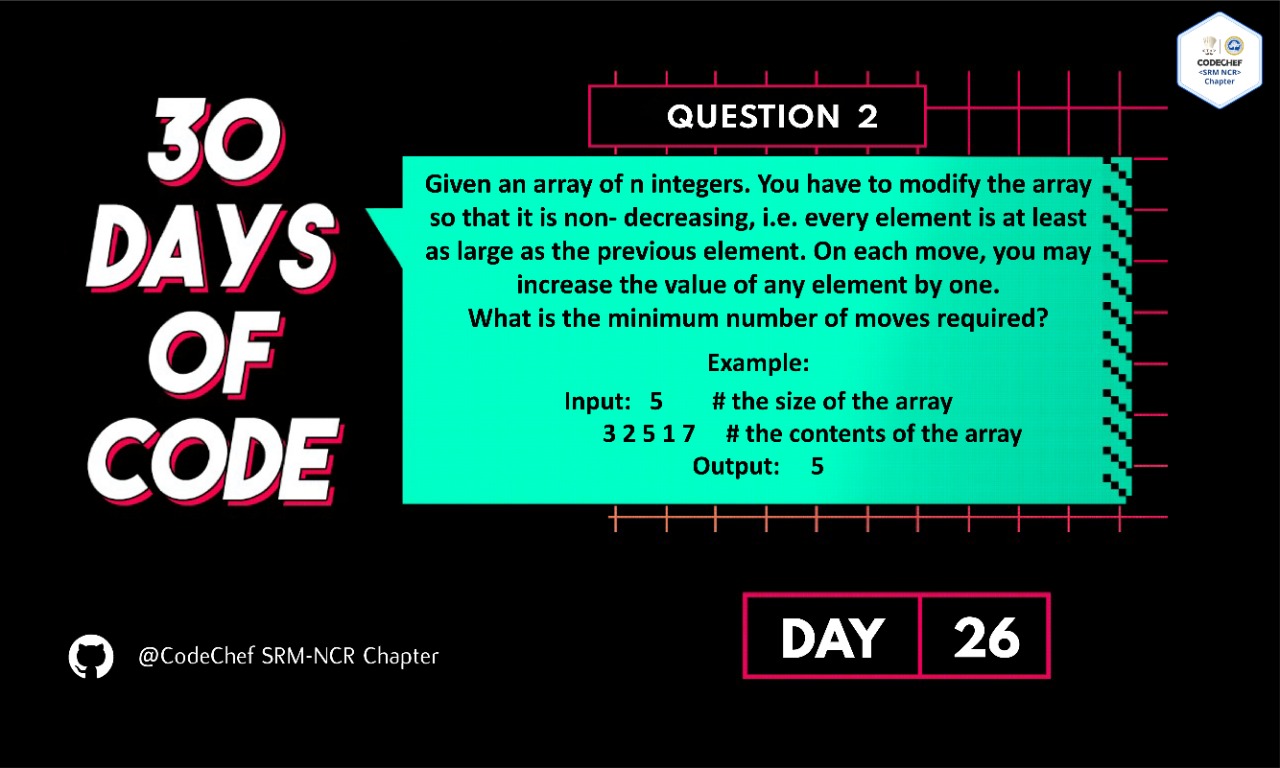 CODECHEF
<SRM NCR>
Chapter
30
DAYS
OF
CODE
QUESTION 2
Given an array of n integers. You have to modify the array
so that it is non- decreasing, i.e. every element is at least
as large as the previous element. On each move, you may
increase the value of any element by one.
What is the minimum number of moves required?
Example:
Input: 5 # the size of the array
3 2 5 1 7 # the contents of the array
Output: 5
DAY 26
@CodeChef SRM-NCR Chapter